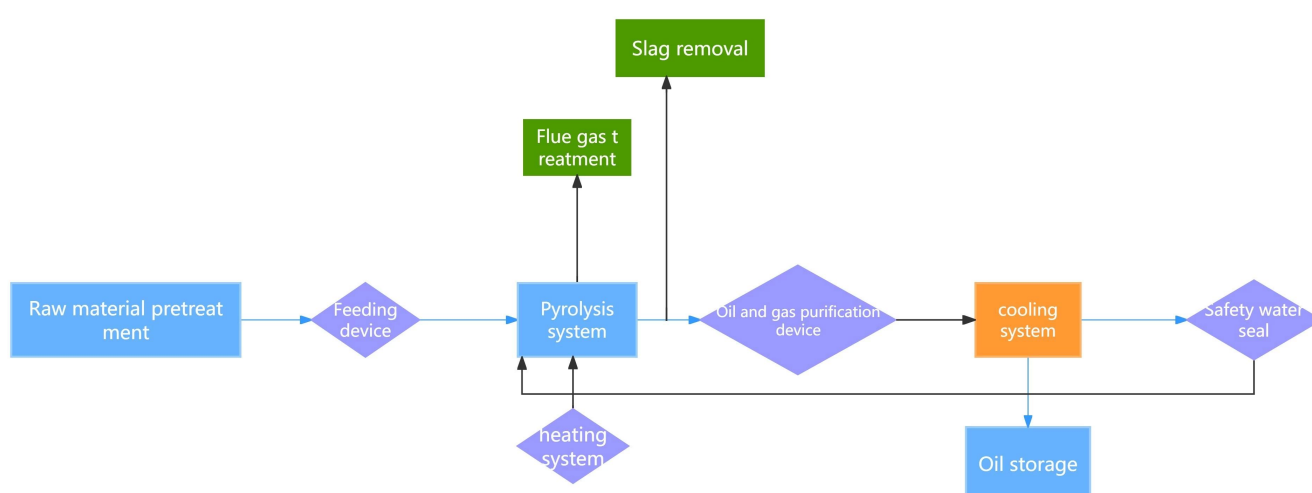 Slag removal
Flue gas t
reatment
Raw material pretreat
ment
Feeding
device
Pyrolysis
system
Oil and gas purification
device
cooling
system
Safety water
seal
heating
system
Oil storage